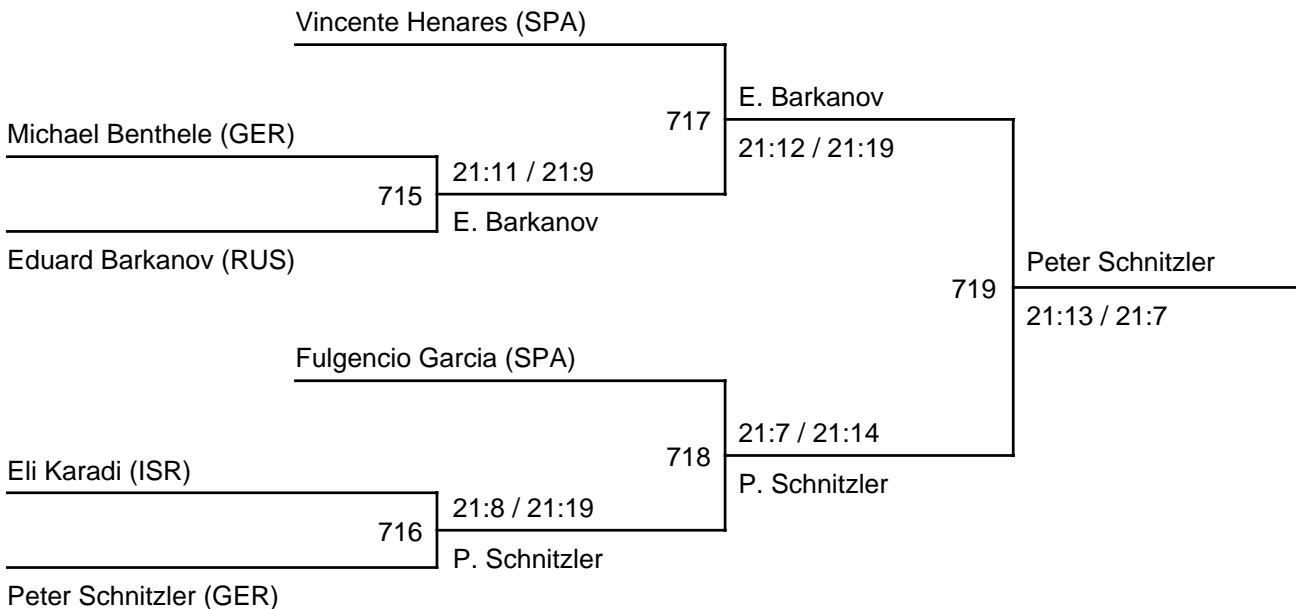 Vincente Henares (SPA)
E. Barkanov
717
Michael Benthele (GER)
21:12 / 21:19
21:11 / 21:9
715
E. Barkanov
Eduard Barkanov (RUS)
Peter Schnitzler
719
21:13 / 21:7
Fulgencio Garcia (SPA)
21:7 / 21:14
718
Eli Karadi (ISR)
P. Schnitzler
21:8 / 21:19
716
P. Schnitzler
Peter Schnitzler (GER)